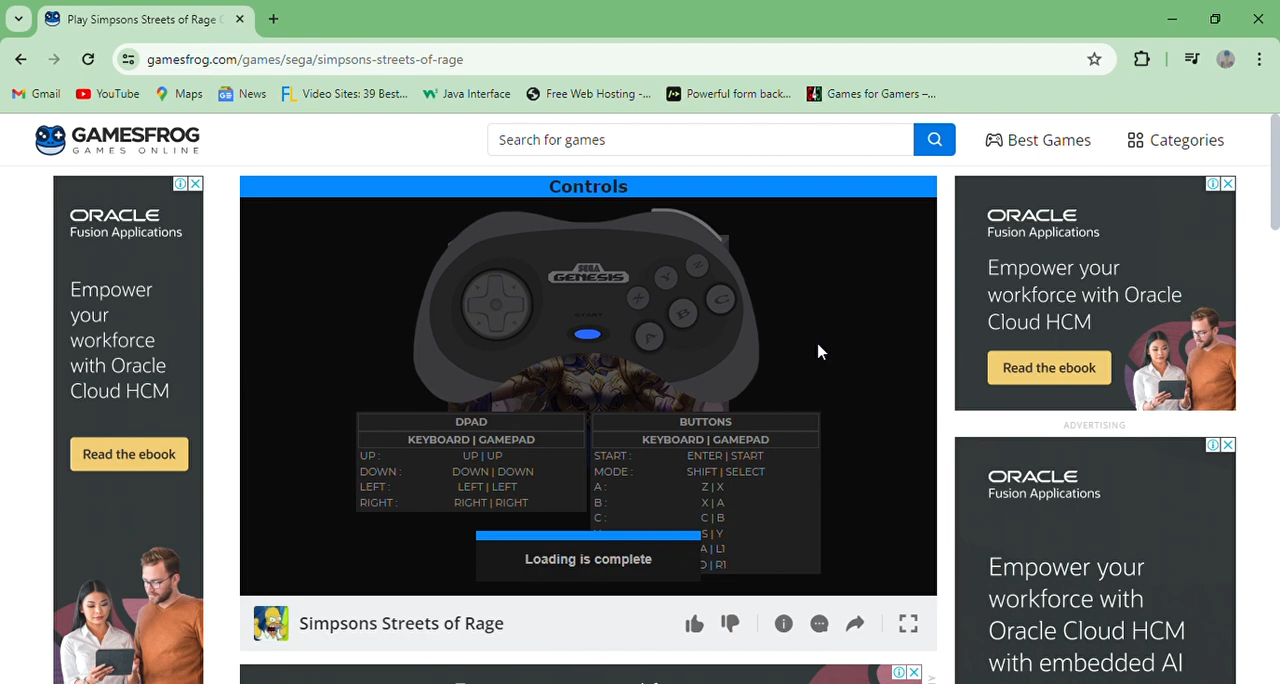 Play Simpsons Streets of Rage
gamesfrog.com/games/sega/simpsons-streets-of-rage
Gmail
YouTube
Maps
News
Video Sites: 39 Best...
Java Interface
Free Web Hosting -...
Powerful form back...
Games for Gamers –...
GAMESFROG
GAMES ONLINE
Search for games
Best Games
Categories
ORACLE
Fusion Applications
Empower
your
workforce
with Oracle
Cloud HCM
Read the ebook
Controls
SEGA
GENESIS
START
X
Y
Z
B
C
DPAD
KEYBOARD | GAMEPAD
UP : UP | UP
DOWN : DOWN | DOWN
LEFT : LEFT | LEFT
RIGHT : RIGHT | RIGHT
BUTTONS
KEYBOARD | GAMEPAD
START : ENTER | START
MODE : SHIFT | SELECT
A : Z | X
B : X | A
C : C | B
S | Y
A | L1
D | R1
Loading is complete
Simpsons Streets of Rage
ORACLE
Fusion Applications
Empower your
workforce with Oracle
Cloud HCM
Read the ebook
ADVERTISING
ORACLE
Fusion Applications
Empower your
workforce with
Oracle Cloud HCM
with embedded AI